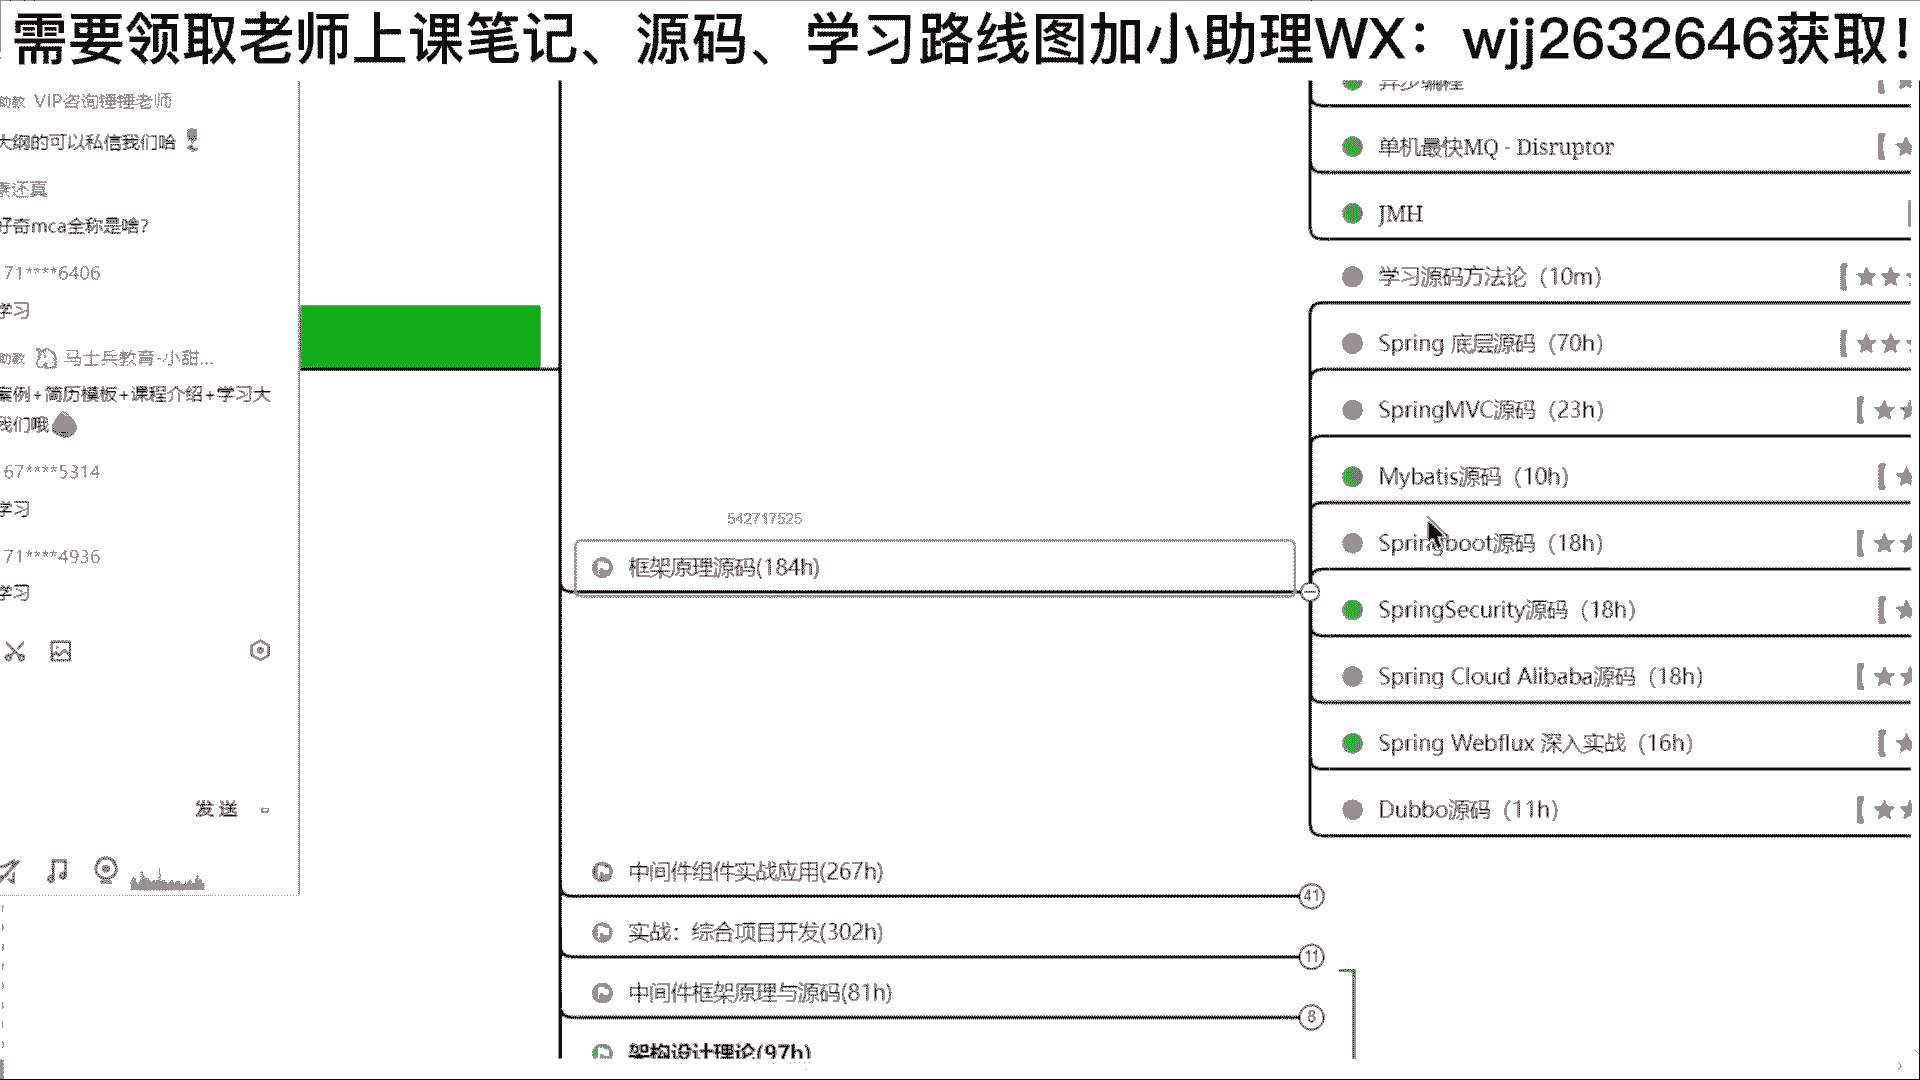 需要领取老师上课笔记、源码、学习路线图加小助理WX：wjj2632646获取！
助教 VIP咨询锤锤老师
大纲的可以私信我们哈
素还真
好奇mca全称是啥?
71****6406
学习
助教 马士兵教育-小甜...
案例+简历模板+课程介绍+学习大
我们哦
67****5314
学习
71****4936
学习
发送
542717525
框架原理源码(184h)
中间件组件实战应用(267h)
41
实战：综合项目开发(302h)
11
中间件框架原理与源码(81h)
8
架构设计理论(97h)
异步编程
单机最快MQ - Disruptor
JMH
学习源码方法论（10m）
Spring 底层源码（70h）
SpringMVC源码（23h）
Mybatis源码（10h）
Springboot源码（18h）
SpringSecurity源码（18h）
Spring Cloud Alibaba源码（18h）
Spring Webflux 深入实战（16h）
Dubbo源码（11h）